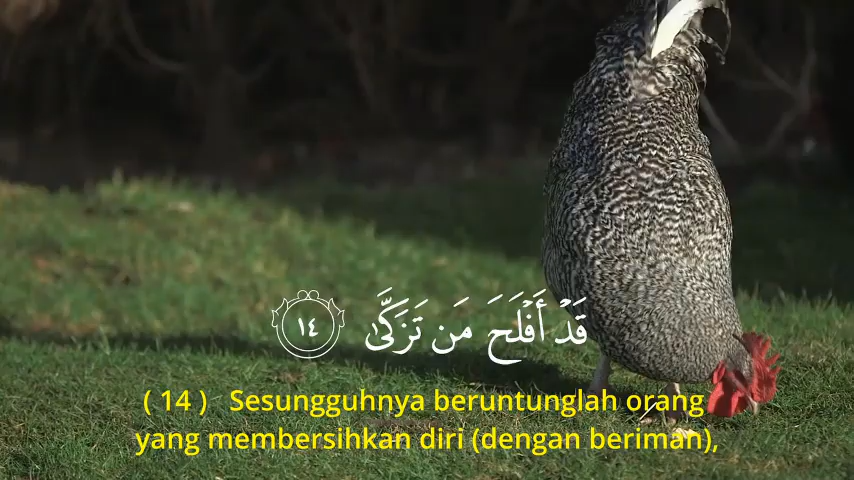 قَدْ أَفْلَحَ مَن تَزَكَّىٰ ١٤
( 14 ) Sesungguhnya beruntunglah orang
yang membersihkan diri (dengan beriman),